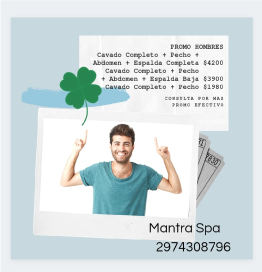 PROMO HOMBRES
Cavado Completo + Pecho +
Abdomen + Espalda Completa $4200
Cavado Completo + Pecho
+ Abdomen + Espalda Baja $3900
Cavado Completo + Pecho $1980
CONSULTA POR MAS
PROMO EFECTIVO
Mantra Spa
2974308796